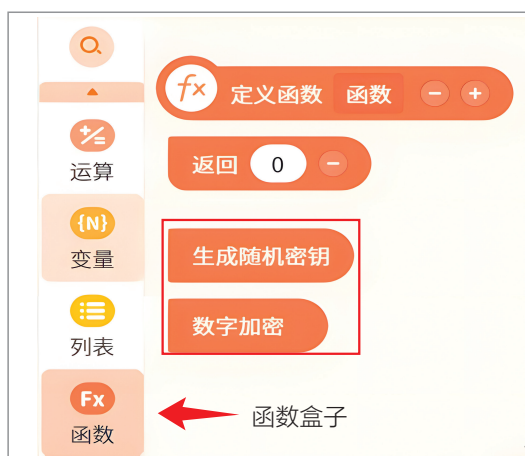 fx 定义函数 函数 − +
运算
返回 0 −
{N}
变量
生成随机密钥
数字加密
列表
Fx
函数
函数盒子